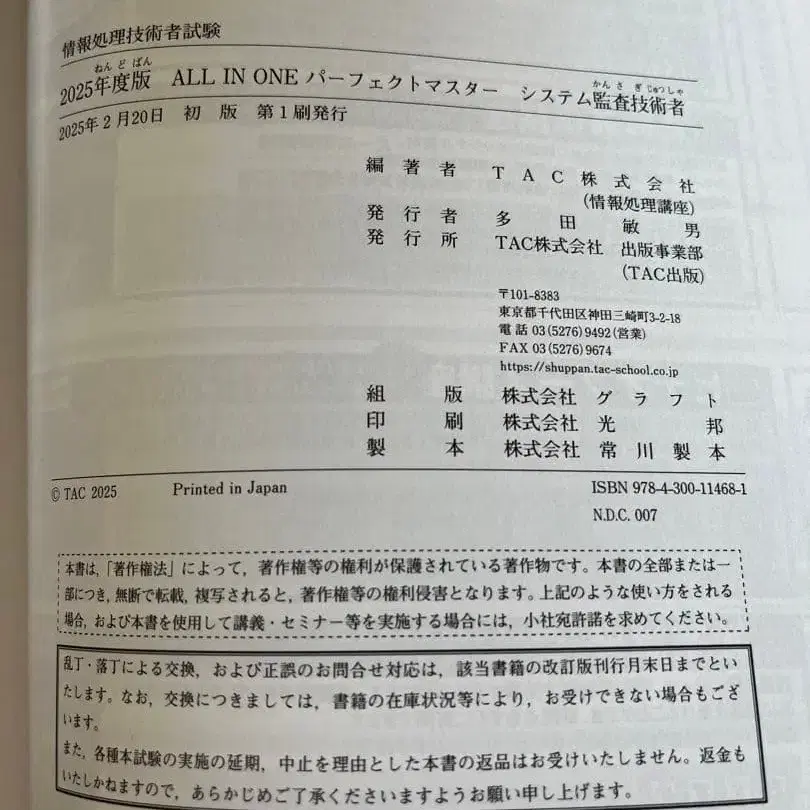 情報処理技術者試験
ねんどばん かんさぎじゅつしゃ
2025年度版 ALL IN ONE パーフェクトマスター システム監査技術者
2025年2月20日 初版 第1刷発行
編著者 TAC株式会社
(情報処理講座)
発行者 多田敏男
発行所 TAC株式会社 出版事業部
(TAC出版)
〒101-8383
東京都千代田区神田三崎町3-2-18
電話 03(5276)9492(営業)
FAX 03(5276)9674
https://shuppan.tac-school.co.jp
組版 株式会社 グラフト
印刷 株式会社 光邦
製本 株式会社 常川製本
© TAC 2025 Printed in Japan ISBN 978-4-300-11468-1
N.D.C. 007
本書は,「著作権法」によって, 著作権等の権利が保護されている著作物です。本書の全部または一
部につき, 無断で転載, 複写されると, 著作権等の権利侵害となります。上記のような使い方をされる
場合, および本書を使用して講義・セミナー等を実施する場合には, 小社宛許諾を求めてください。
乱丁・落丁による交換, および正誤のお問合せ対応は, 該当書籍の改訂版刊行月末日までとい
たします。なお, 交換につきましては, 書籍の在庫状況等により, お受けできない場合もござ
います。
また, 各種本試験の実施の延期, 中止を理由とした本書の返品はお受けいたしません。返金も
いたしかねますので, あらかじめご了承くださいますようお願い申し上げます。